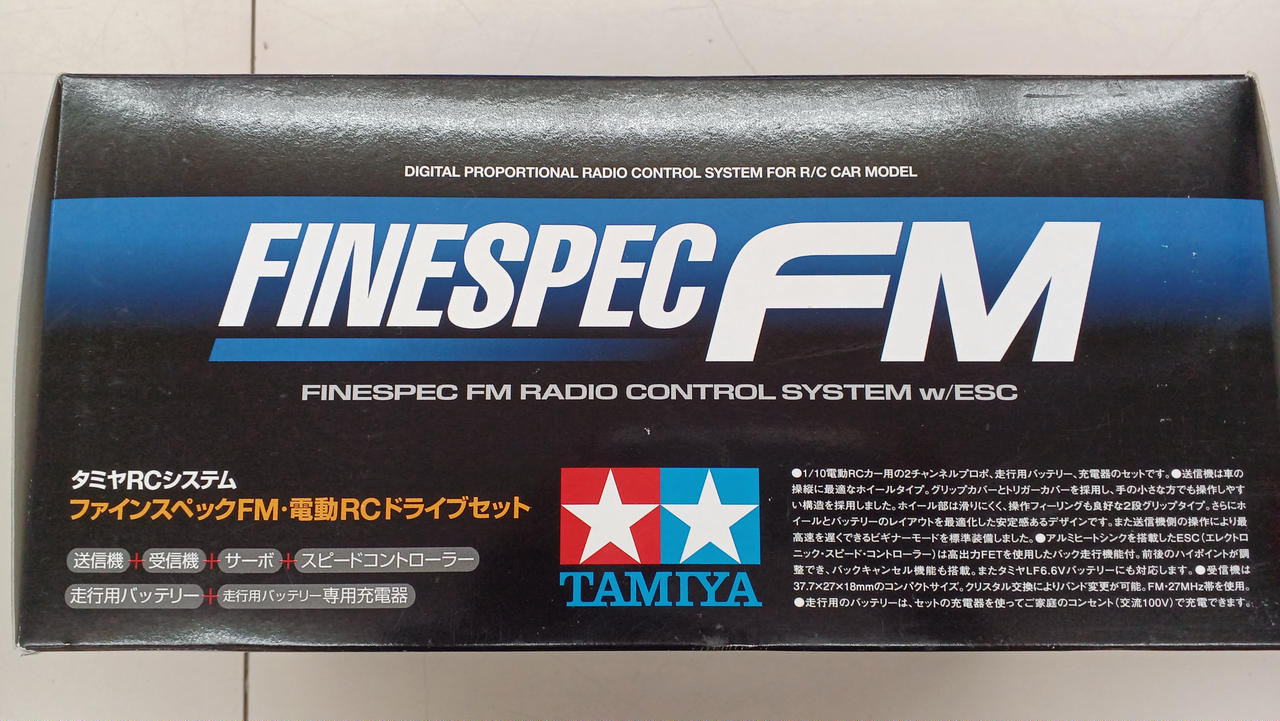 DIGITAL PROPORTIONAL RADIO CONTROL SYSTEM FOR R/C CAR MODEL
FINESPEC FM
FINESPEC FM RADIO CONTROL SYSTEM w/ESC
タミヤRCシステム
ファインスペックFM・電動RCドライブセット
送信機+受信機+サーボ+スピードコントローラー
走行用バッテリー+走行用バッテリー専用充電器
TAMIYA
●1/10電動RCカー用の2チャンネルプロポ、走行用バッテリー、充電器のセットです。●送信機は車の
操縦に最適なホイールタイプ。グリップカバーとトリガーカバーを採用し、手の小さな方でも操作しやす
い構造を採用しました。ホイール部は滑りにくく、操作フィーリングも良好な2段グリップタイプ。さらにホ
イールとバッテリーのレイアウトを最適化した安定感あるデザインです。また送信機側の操作により最
高速を遅くできるビギナーモードを標準装備しました。●アルミヒートシンクを搭載したESC(エレクトロ
ニック・スピード・コントローラー)は高出力FETを使用したバック走行機能付。前後のハイポイントが調
整でき、バックキャンセル機能も搭載。またタミヤLF6.6Vバッテリーにも対応します。●受信機は
37.7×27×18mmのコンパクトサイズ。クリスタル交換によりバンド変更が可能。FM・27MHz帯を使用。
●走行用のバッテリーは、セットの充電器を使ってご家庭のコンセント(交流100V)で充電できます。